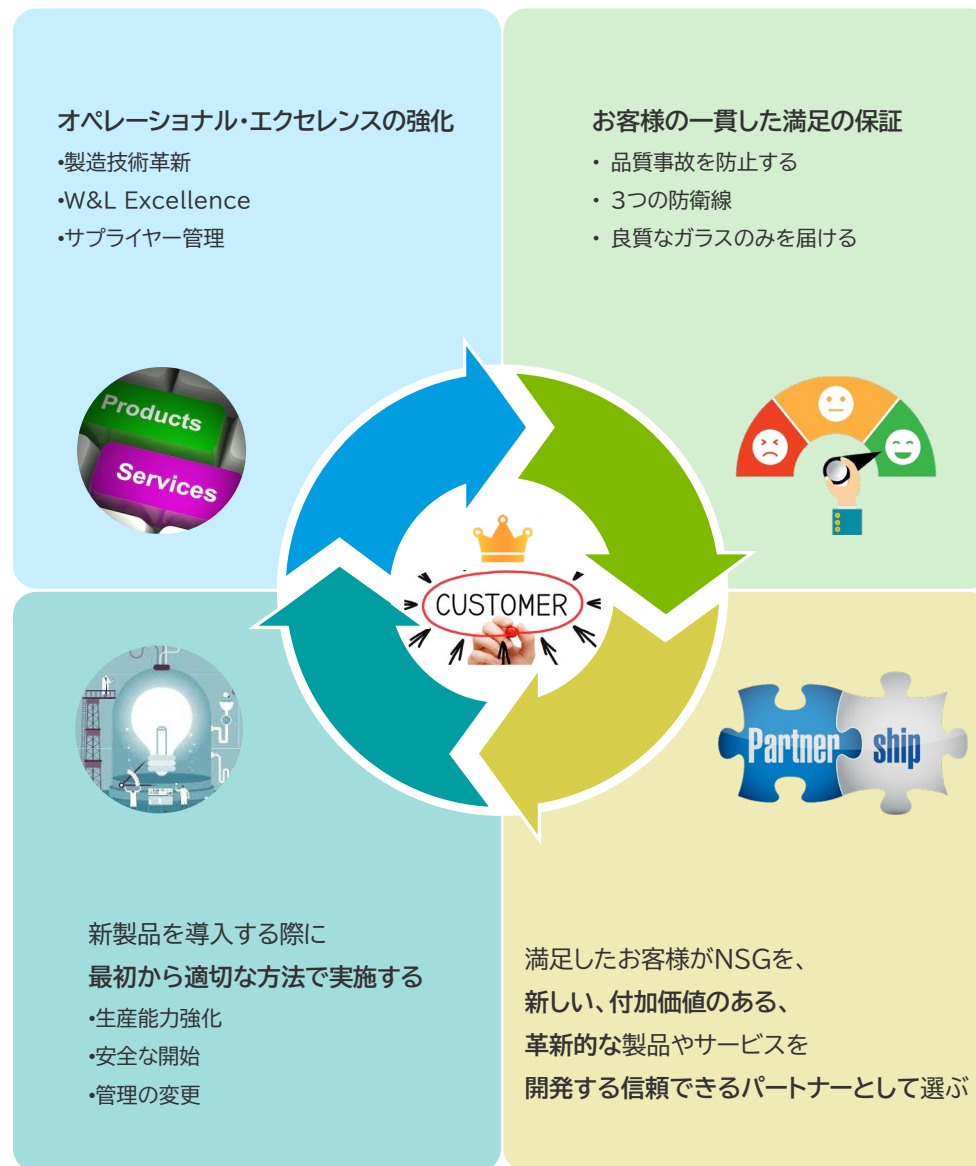 オペレーショナル・エクセレンスの強化
•製造技術革新
•W&L Excellence
•サプライヤー管理
お客様の一貫した満足の保証
・ 品質事故を防止する
・ 3つの防衛線
・ 良質なガラスのみを届ける
Products
Services
CUSTOMER
Partner ship
新製品を導入する際に
最初から適切な方法で実施する
•生産能力強化
•安全な開始
•管理の変更
満足したお客様がNSGを、
新しい、付加価値のある、
革新的な製品やサービスを
開発する信頼できるパートナーとして選ぶ